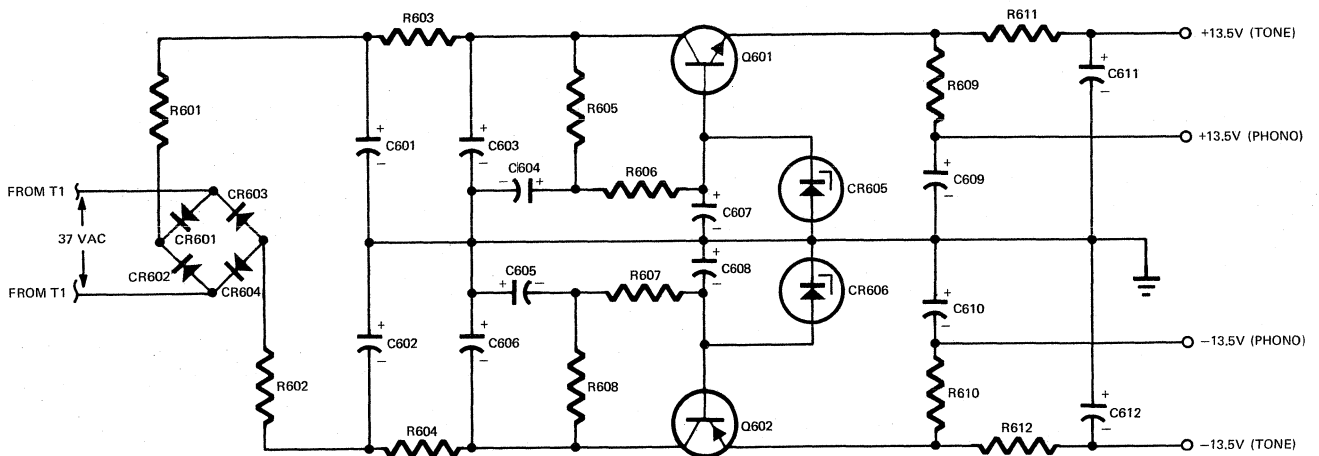 R603
R611
+13.5V (TONE)
Q601
C611
R601
R605
R609
+13.5V (PHONO)
C601
C603
C604
R606
FROM T1
CR603
C609
CR605
C607
37 VAC
CR601
CR602
C605
R607
C608
FROM T1
CR604
CR606
C610
C602
C606
−13.5V (PHONO)
R602
R608
R610
C612
Q602
R604
R612
−13.5V (TONE)